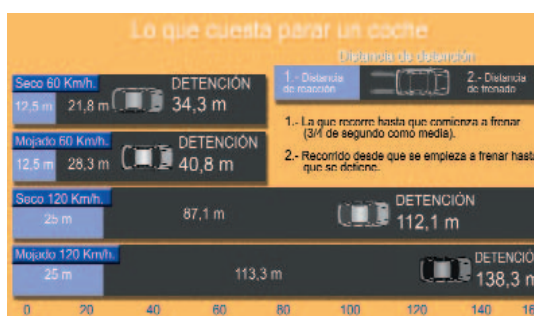 Lo que cuesta parar un coche
Distancia de detención
1.- Distancia
de reacción
2.- Distancia
de frenado
Seco 60 Km/h.
12,5 m
21,8 m
DETENCIÓN
34,3 m
1.- La que recorre hasta que comienza a frenar
(3/4 de segundo como media).
2.- Recorrido desde que se empieza a frenar hasta
que se detiene.
Mojado 60 Km/h.
12,5 m
28,3 m
DETENCIÓN
40,8 m
Seco 120 Km/h.
25 m
87,1 m
DETENCIÓN
112,1 m
Mojado 120 Km/h.
25 m
113,3 m
DETENCIÓ
138,3 m
0 20 40 60 80 100 120 140 16